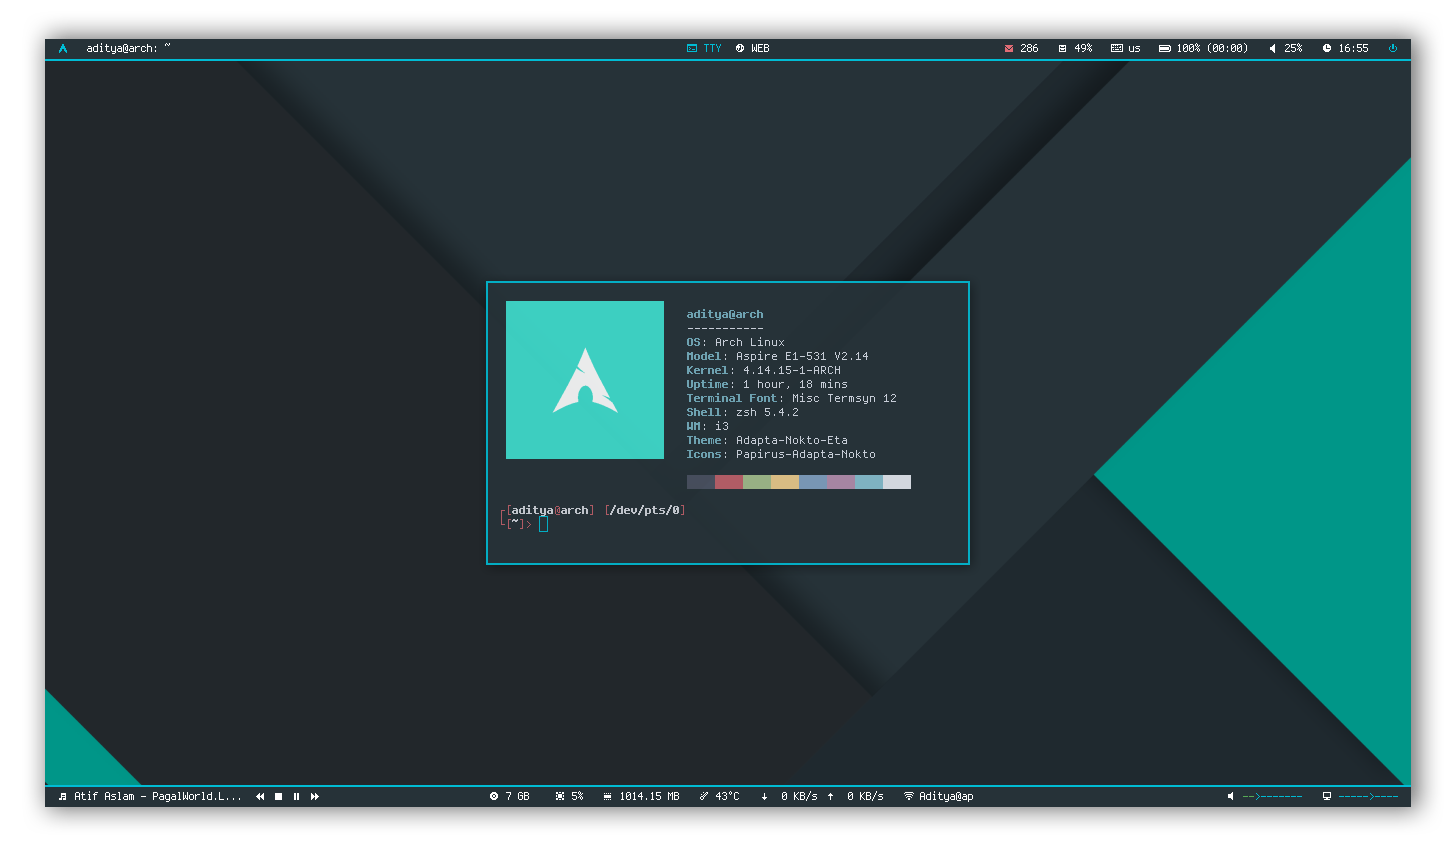 aditya@arch: ~ TTY WEB 286 49% us 100% (00:00) 25% 16:55
aditya@arch
-----------
OS: Arch Linux
Model: Aspire E1-531 V2.14
Kernel: 4.14.15-1-ARCH
Uptime: 1 hour, 18 mins
Terminal Font: Misc Termsyn 12
Shell: zsh 5.4.2
WM: i3
Theme: Adapta-Nokto-Eta
Icons: Papirus-Adapta-Nokto
┌[aditya@arch] [/dev/pts/0]
└[~]>
Atif Aslam - PagalWorld.L... 7 GB 5% 1014.15 MB 43°C ↓ 0 KB/s ↑ 0 KB/s Aditya@ap -->------- ----->----